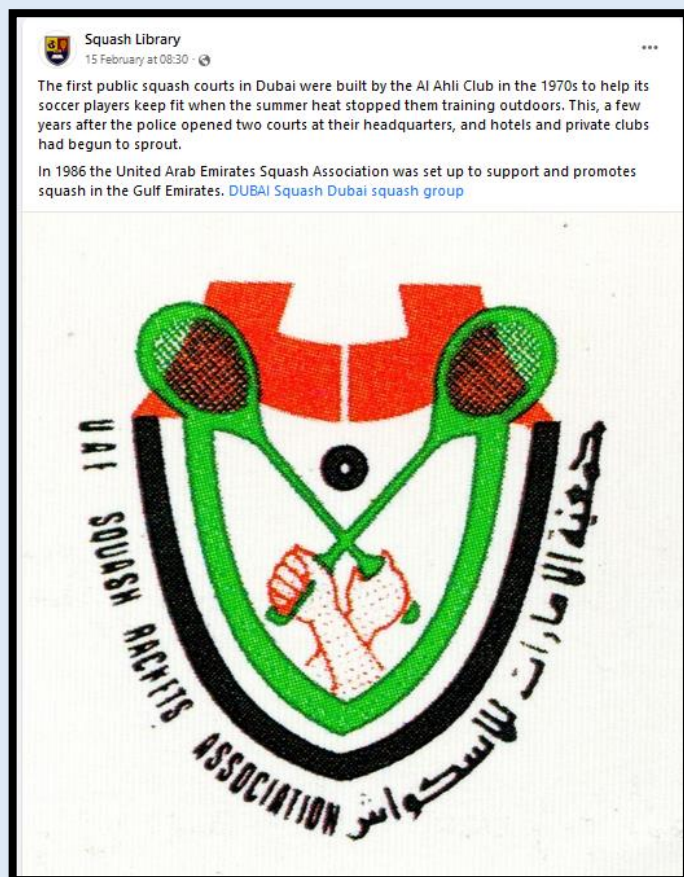 Squash Library
15 February at 08:30
The first public squash courts in Dubai were built by the Al Ahli Club in the 1970s to help its
soccer players keep fit when the summer heat stopped them training outdoors. This, a few
years after the police opened two courts at their headquarters, and hotels and private clubs
had begun to sprout.
In 1986 the United Arab Emirates Squash Association was set up to support and promotes
squash in the Gulf Emirates. DUBAI Squash Dubai squash group
UAE SQUASH RACKETS ASSOCIATION
جمعية الامارات للاسكواش